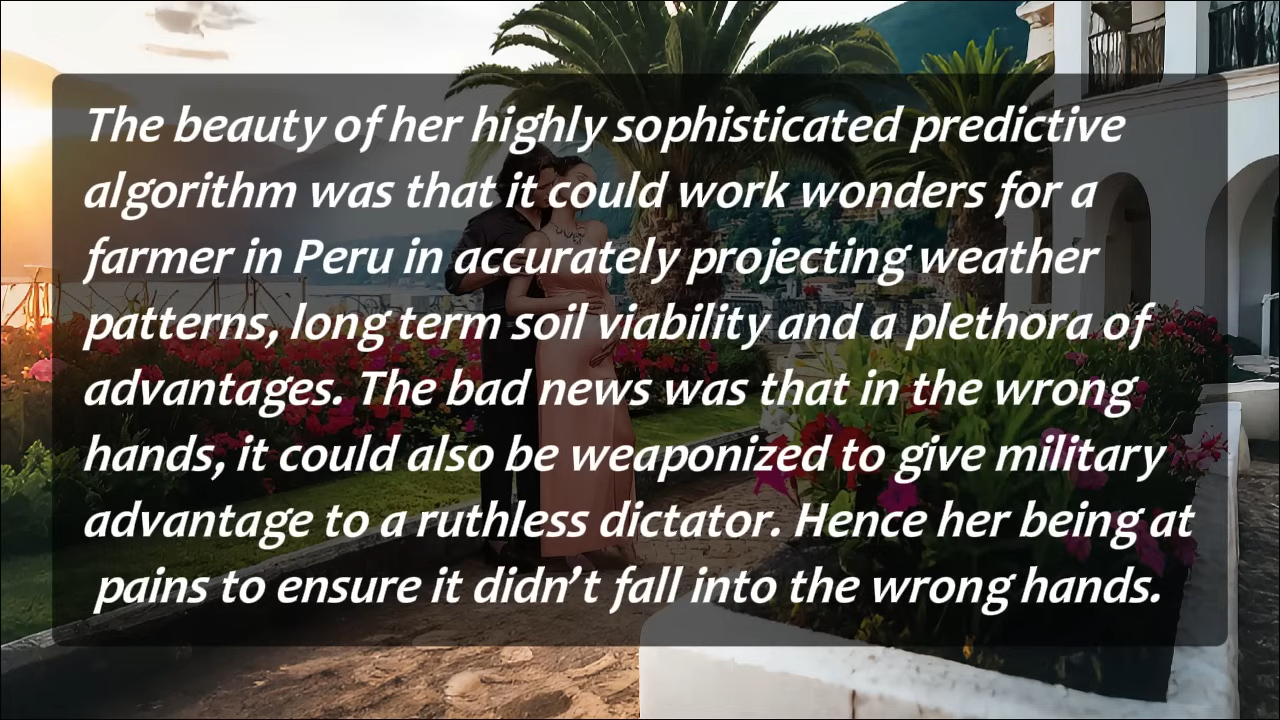 The beauty of her highly sophisticated predictive
algorithm was that it could work wonders for a
farmer in Peru in accurately projecting weather
patterns, long term soil viability and a plethora of
advantages. The bad news was that in the wrong
hands, it could also be weaponized to give military
advantage to a ruthless dictator. Hence her being at
pains to ensure it didn’t fall into the wrong hands.